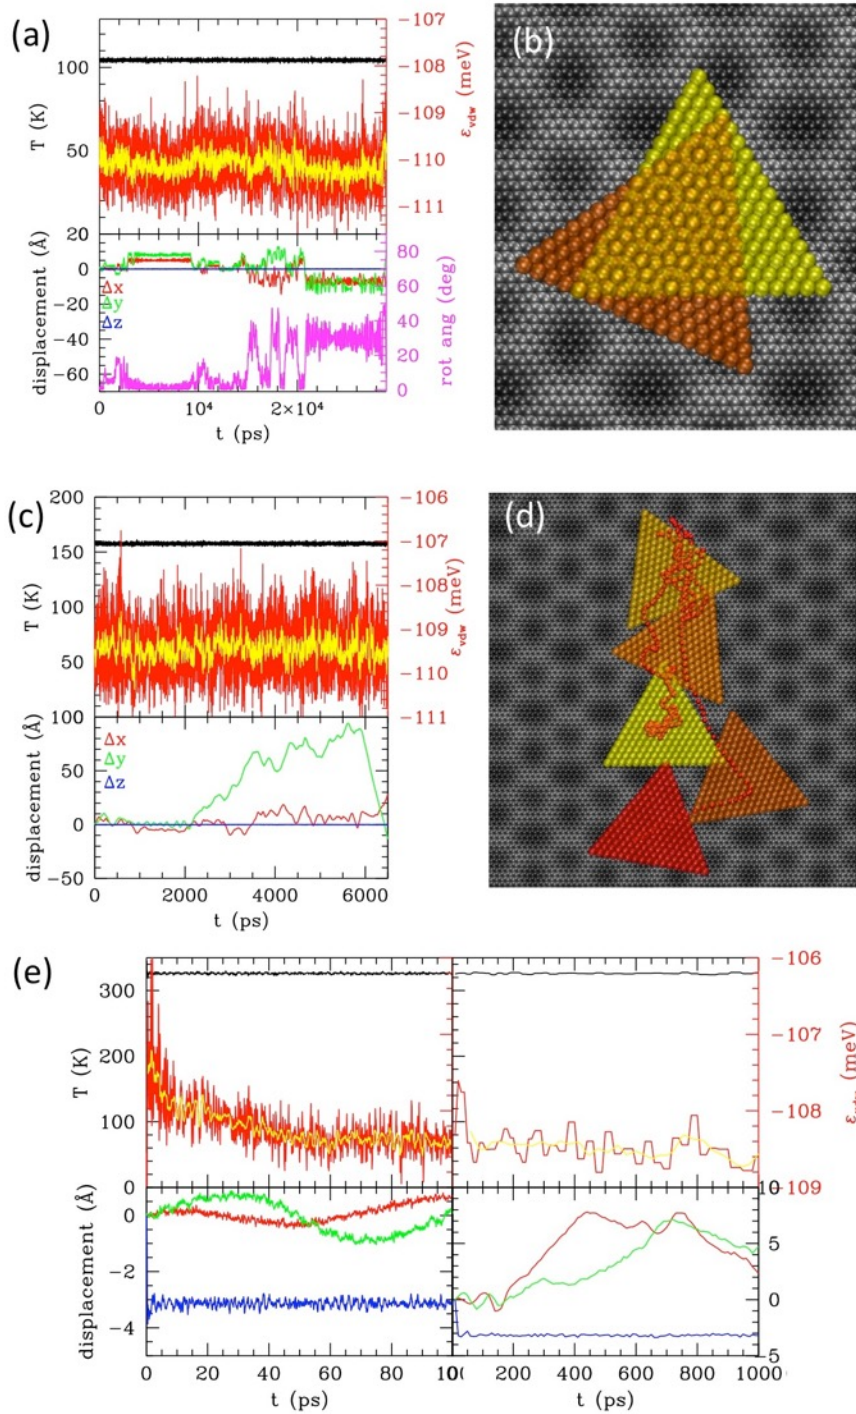 (a)
T (K)
100
50
−107
−108
−109
−110
−111
ε_vdw (meV)
displacement (Å)
20
0
−20
−40
−60
Δx
Δy
Δz
80
60
40
20
0
rot ang (deg)
0
10⁴
2×10⁴
t (ps)
(b)
(c)
T (K)
200
150
100
50
−106
−107
−108
−109
−110
−111
ε_vdw (meV)
displacement (Å)
100
50
0
−50
Δx
Δy
Δz
0
2000
4000
6000
t (ps)
(d)
(e)
T (K)
300
200
100
0
−106
−107
−108
−109
(meV)
displacement (Å)
0
−2
−4
10
5
0
−5
0
20
40
60
80
10
t (ps)
200
400
600
800
1000
t (ps)